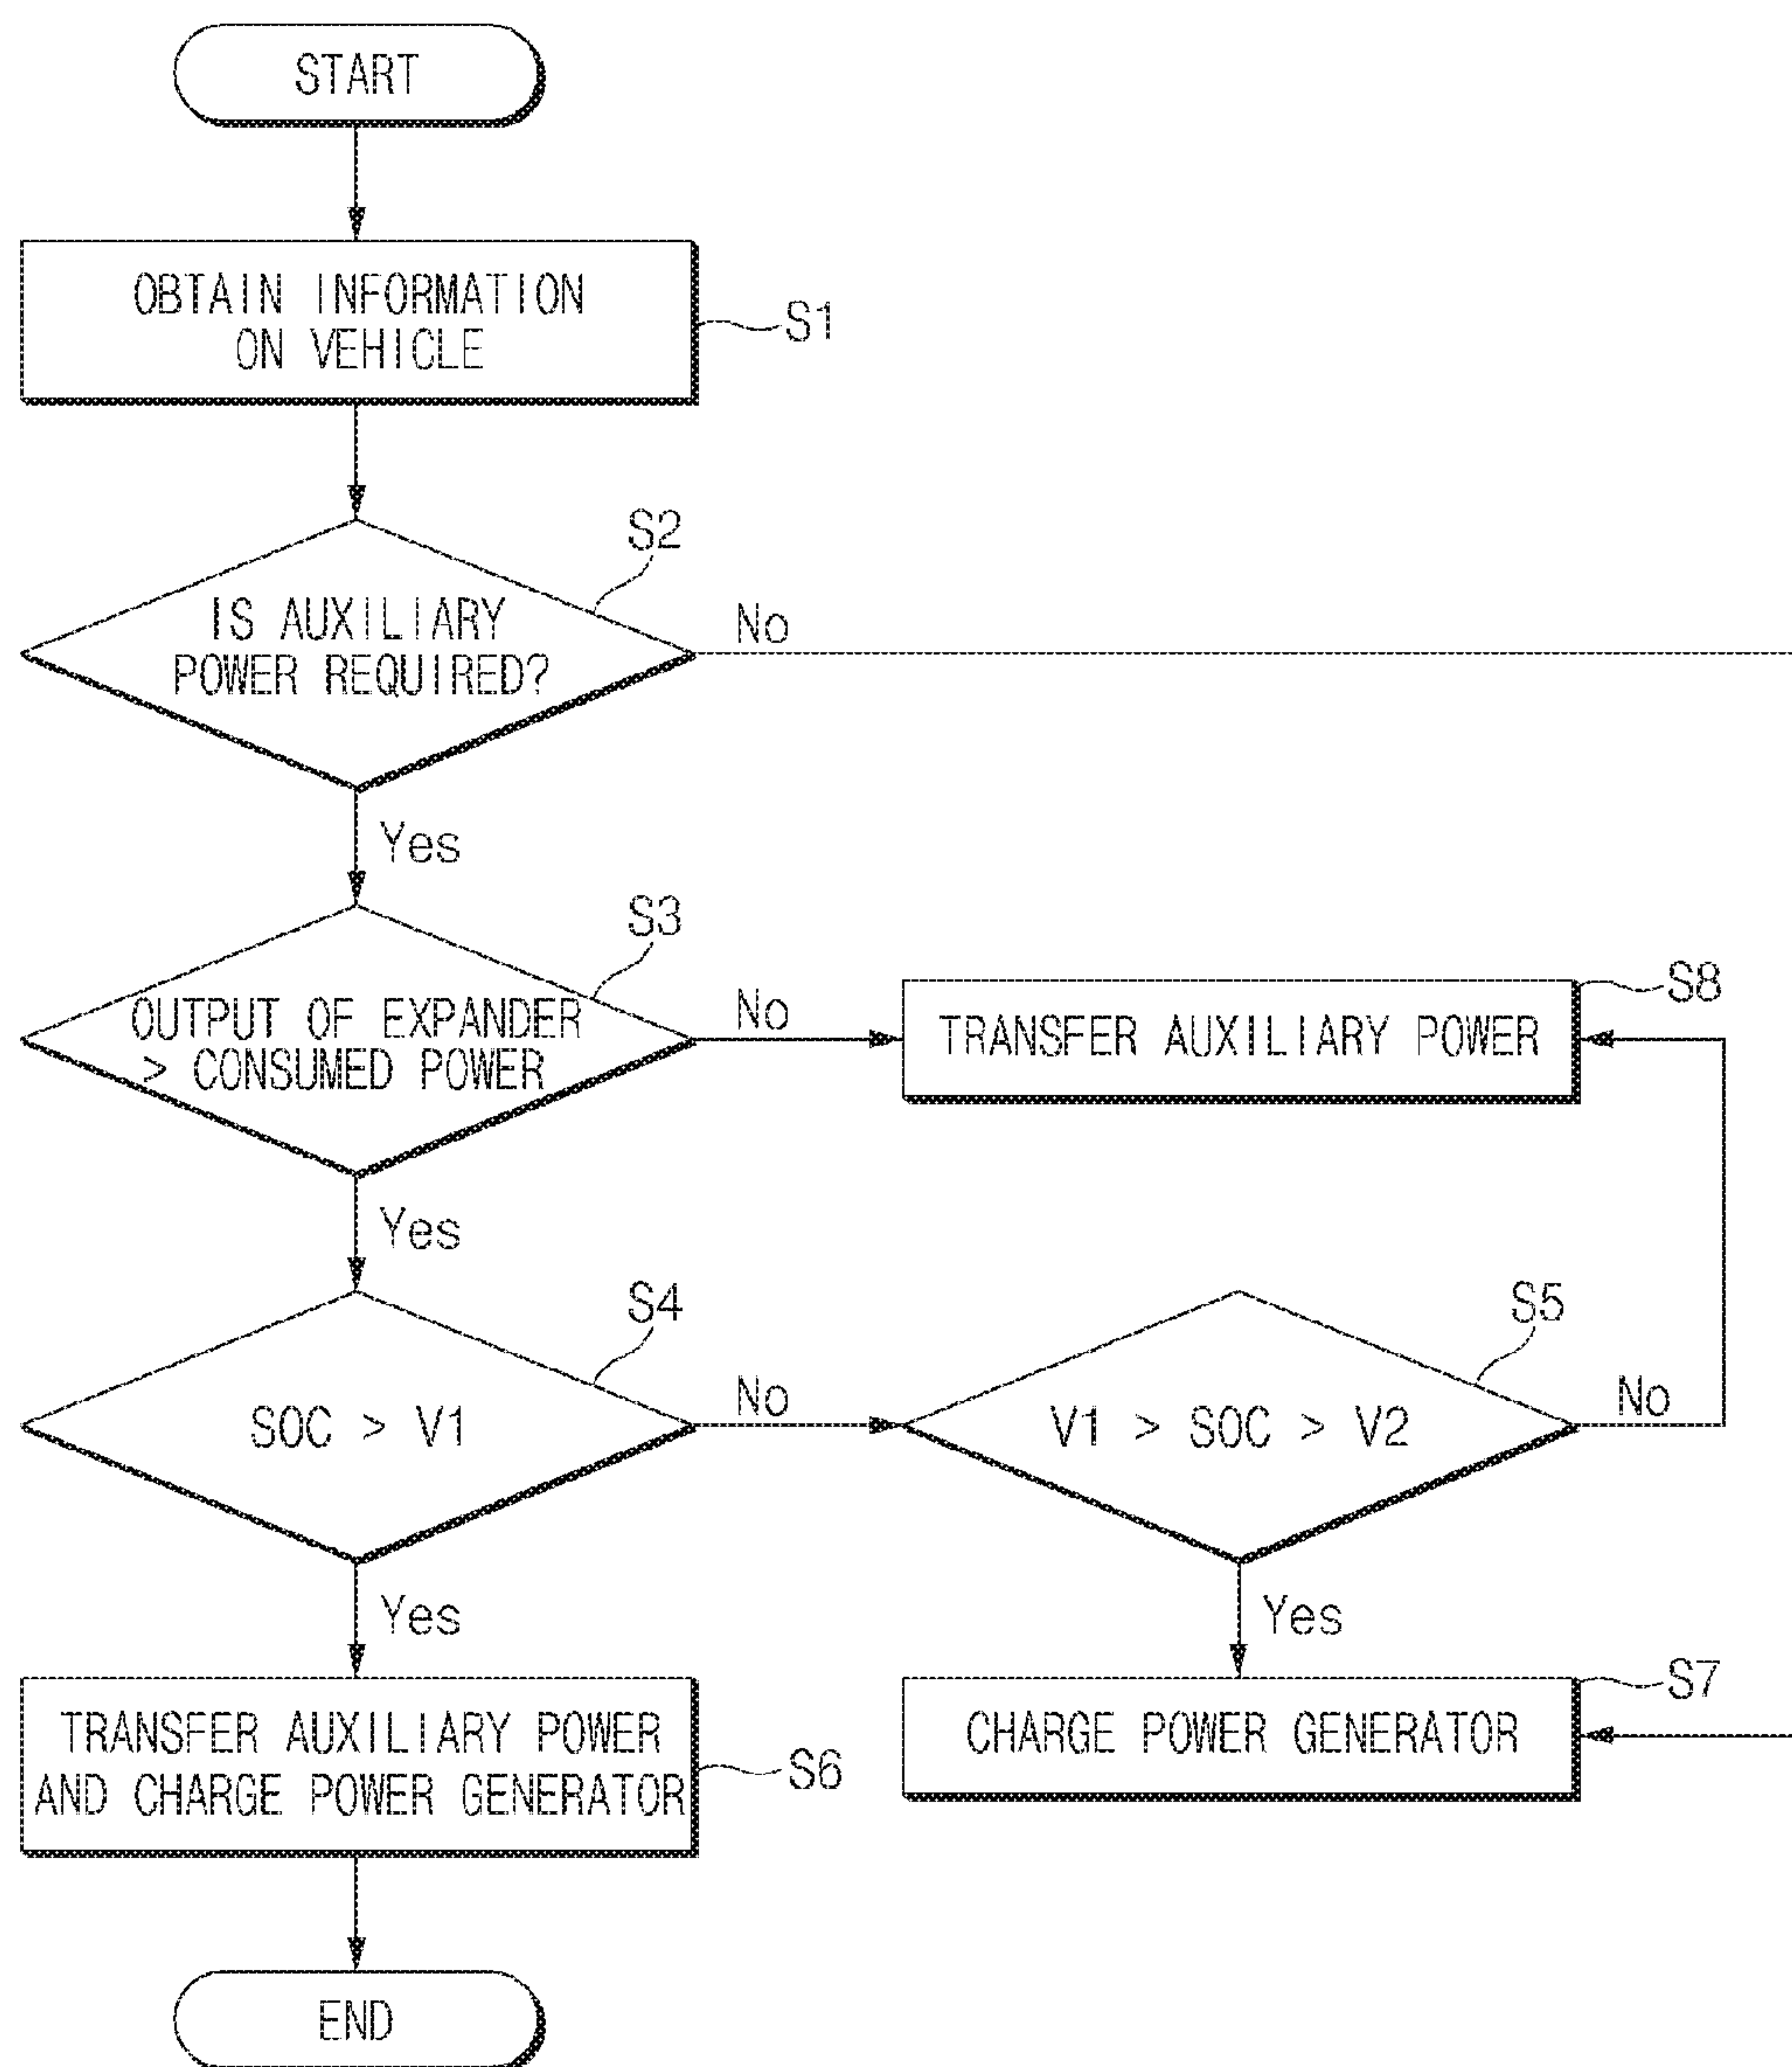 START
OBTAIN INFORMATION
ON VEHICLE
S1
S2
IS AUXILIARY
POWER REQUIRED?
No
Yes
S3
OUTPUT OF EXPANDER
> CONSUMED POWER
No
S8
TRANSFER AUXILIARY POWER
Yes
S4
SOC > V1
No
S5
V1 > SOC > V2
No
Yes
Yes
TRANSFER AUXILIARY POWER
AND CHARGE POWER GENERATOR
S6
S7
CHARGE POWER GENERATOR
END